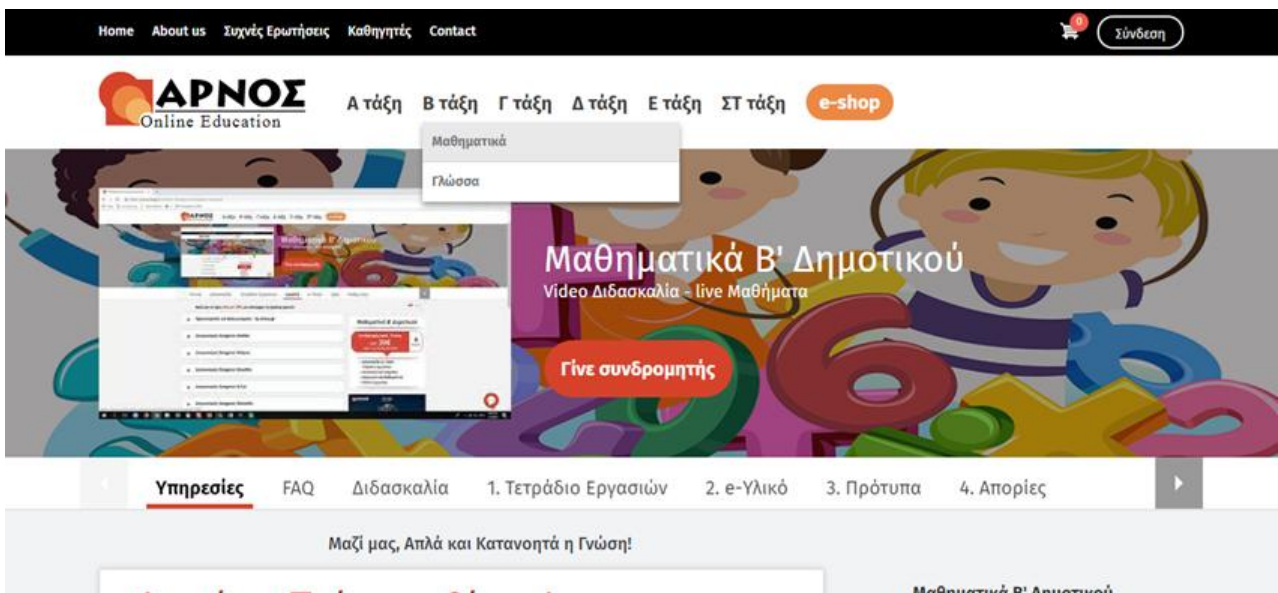 Home About us Συχνές Ερωτήσεις Καθηγητές Contact
0
Σύνδεση
ΑΡΝΟΣ
Online Education
Α τάξη Β τάξη Γ τάξη Δ τάξη Ε τάξη ΣΤ τάξη e-shop
Μαθηματικά
Γλώσσα
Μαθηματικά Β' Δημοτικού
Video Διδασκαλία - live Μαθήματα
Γίνε συνδρομητής
Υπηρεσίες FAQ Διδασκαλία 1. Τετράδιο Εργασιών 2. e-Υλικό 3. Πρότυπα 4. Απορίες
Μαζί μας, Απλά και Κατανοητά η Γνώση!
Μαθηματικά Β' Δημοτικού